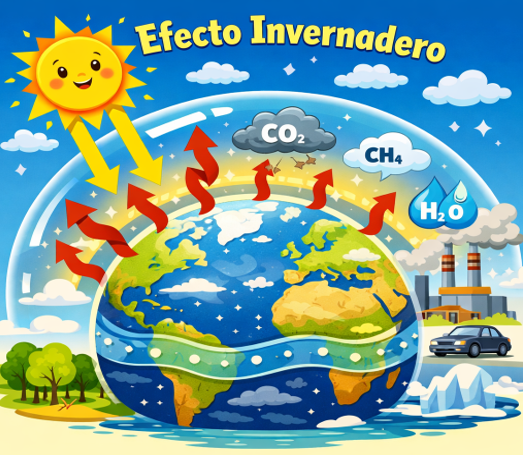 Efecto Invernadero
CO₂
CH₄
H₂O